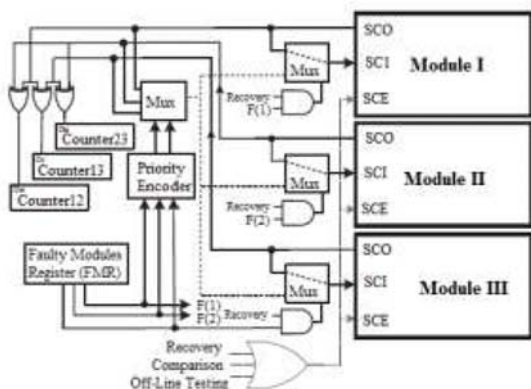 SCO
Module I
SC1
SCE
Mux
Recovery
F(1)
Mux
Counter23
Counter13
Counter12
Priority
Encoder
SCO
Module II
SCI
SCE
Mux
Recovery
F(2)
Faulty Modules
Register (FMR)
SCO
Module III
SCI
SCE
Mux
F(1)
F(2)
Recovery
Recovery
Comparison
Off-Line Testing